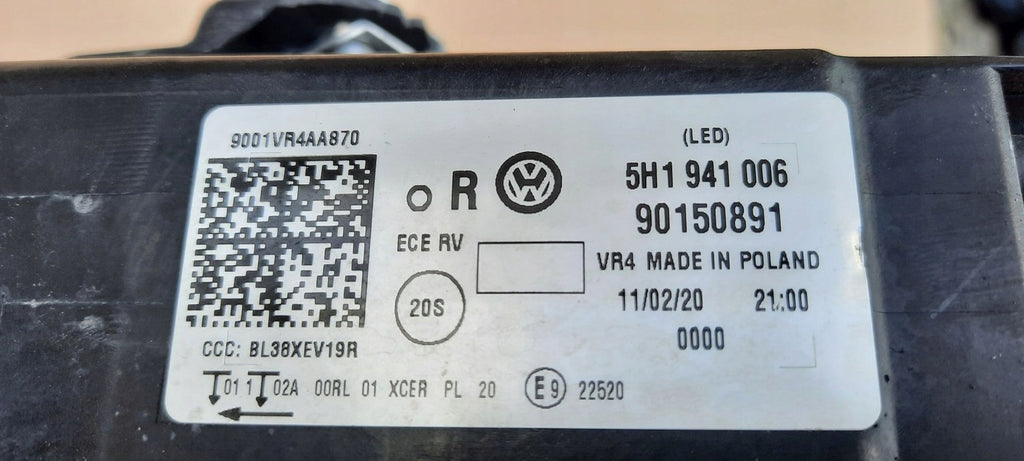 9001VR4AA870
(LED)
o R
5H1 941 006
90150891
ECE RV
VR4 MADE IN POLAND
20S
11/02/20 21:00
0000
CCC: BL38XEV19R
01 1 02A 00RL 01 XCER PL 20 E9 22520